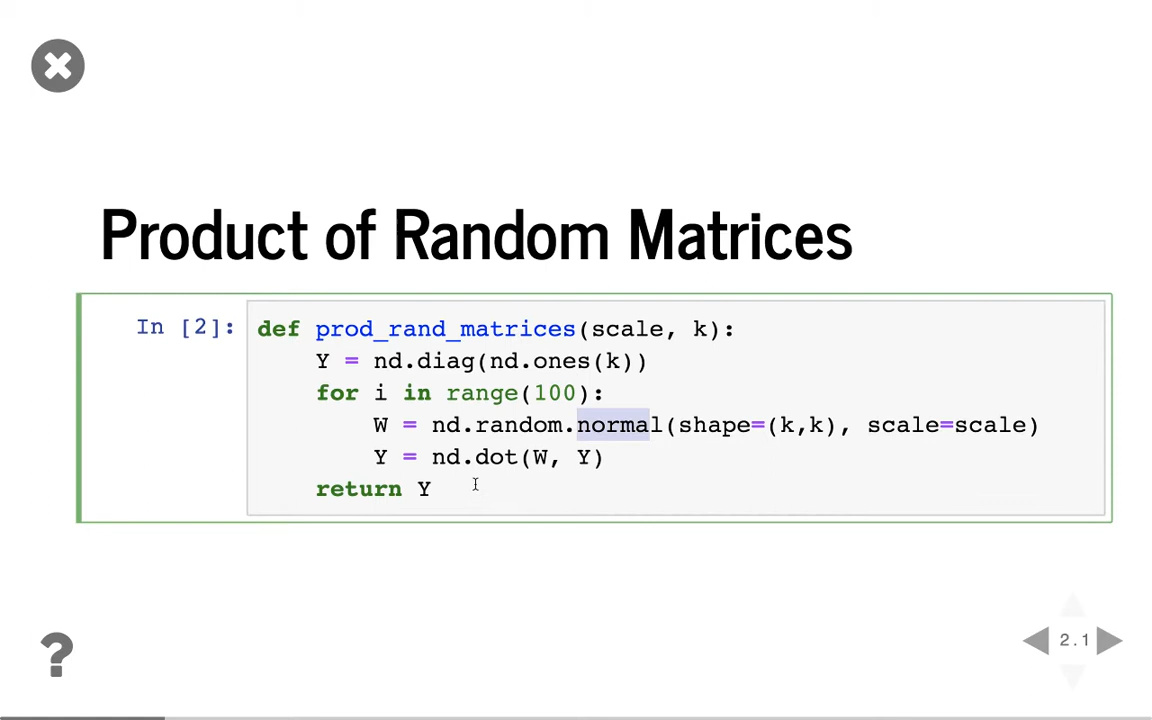 Product of Random Matrices
In [2]:
def prod_rand_matrices(scale, k):
    Y = nd.diag(nd.ones(k))
    for i in range(100):
        W = nd.random.normal(shape=(k,k), scale=scale)
        Y = nd.dot(W, Y)
    return Y
?
2.1